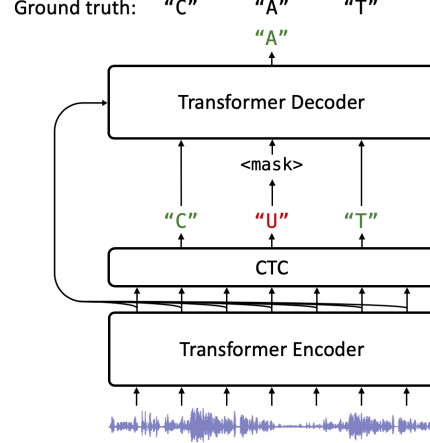 Ground truth: “C” “A” “T”
“A”
Transformer Decoder
<mask>
“C” “U” “T”
CTC
Transformer Encoder